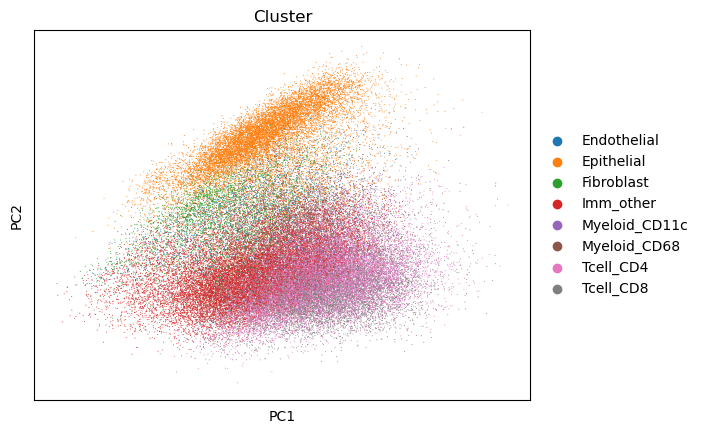 Cluster
PC2
PC1
Endothelial
Epithelial
Fibroblast
Imm_other
Myeloid_CD11c
Myeloid_CD68
Tcell_CD4
Tcell_CD8